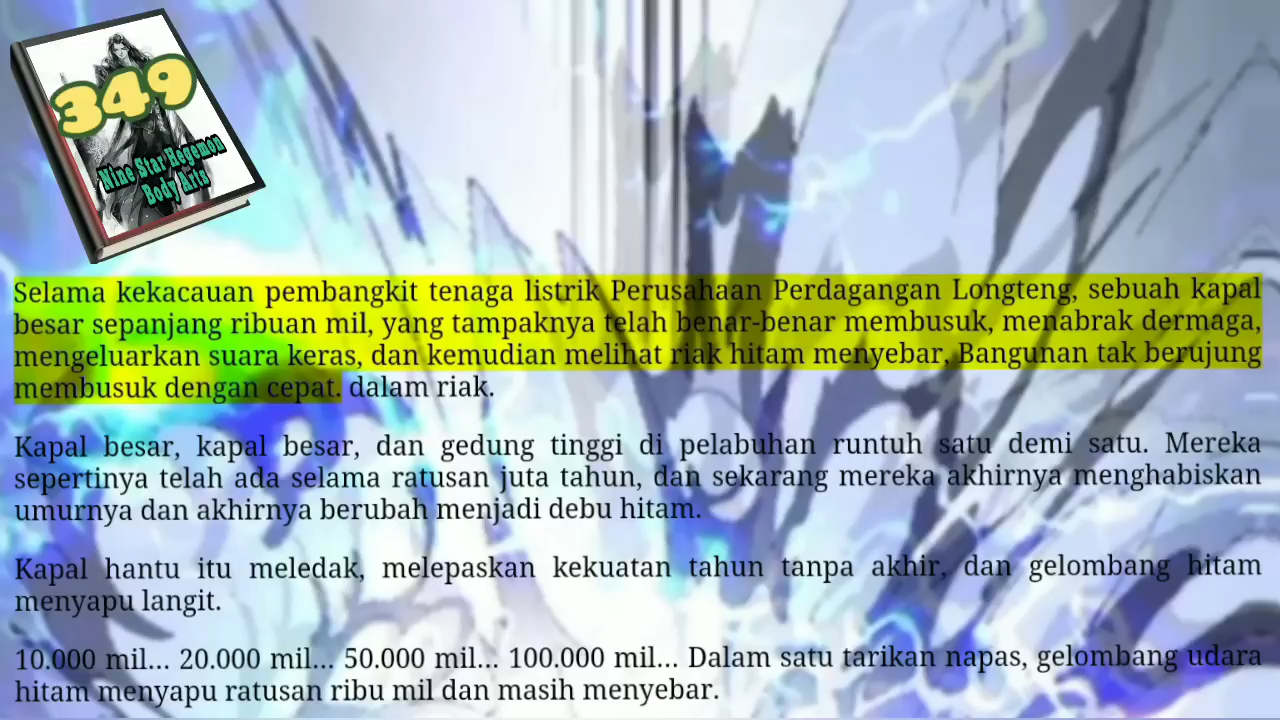 349
Nine Star Hegemon
Body Arts
Selama kekacauan pembangkit tenaga listrik Perusahaan Perdagangan Longteng, sebuah kapal
besar sepanjang ribuan mil, yang tampaknya telah benar-benar membusuk, menabrak dermaga,
mengeluarkan suara keras, dan kemudian melihat riak hitam menyebar, Bangunan tak berujung
membusuk dengan cepat. dalam riak.
Kapal besar, kapal besar, dan gedung tinggi di pelabuhan runtuh satu demi satu. Mereka
sepertinya telah ada selama ratusan juta tahun, dan sekarang mereka akhirnya menghabiskan
umurnya dan akhirnya berubah menjadi debu hitam.
Kapal hantu itu meledak, melepaskan kekuatan tahun tanpa akhir, dan gelombang hitam
menyapu langit.
10.000 mil... 20.000 mil... 50.000 mil... 100.000 mil... Dalam satu tarikan napas, gelombang udara
hitam menyapu ratusan ribu mil dan masih menyebar.